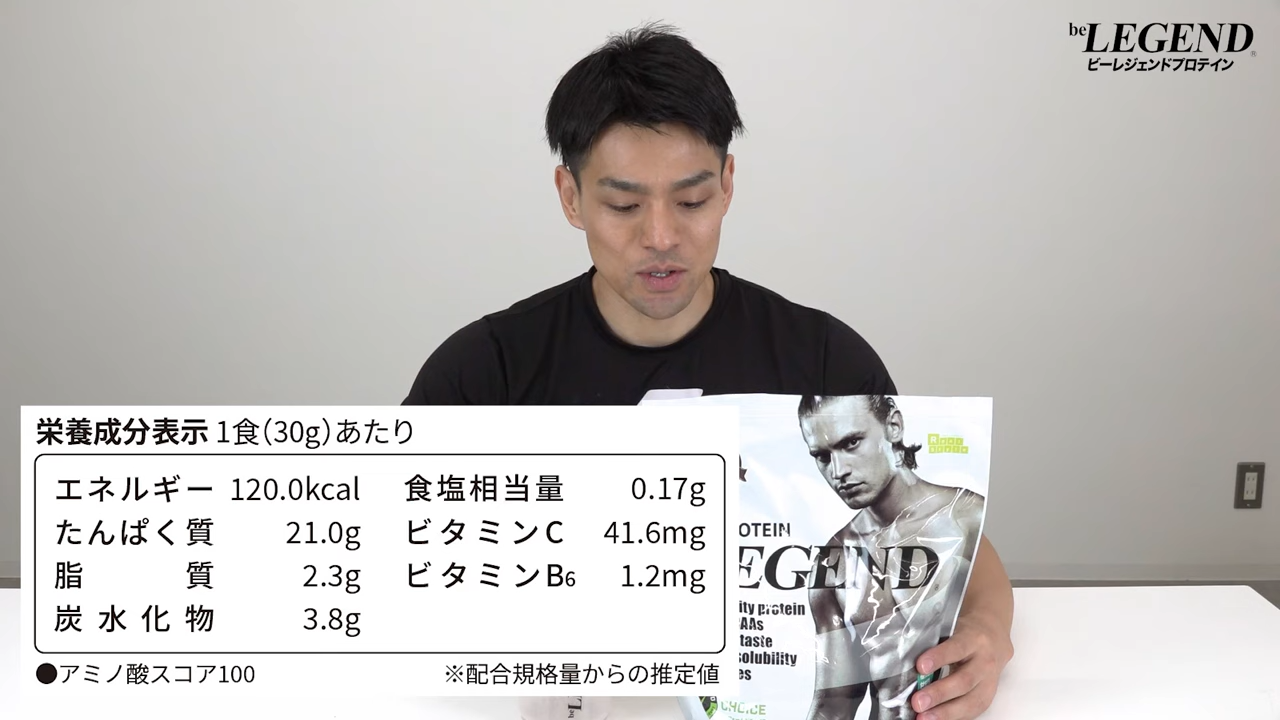 be LEGEND®
ビーレジェンドプロテイン
栄養成分表示 1食(30g)あたり
エネルギー 120.0kcal
たんぱく質 21.0g
脂質 2.3g
炭水化物 3.8g
食塩相当量 0.17g
ビタミンC 41.6mg
ビタミンB6 1.2mg
●アミノ酸スコア100
※配合規格量からの推定値
OTEIN
EGEND
ity protein
AAs
taste
solubility
es
CHOICE